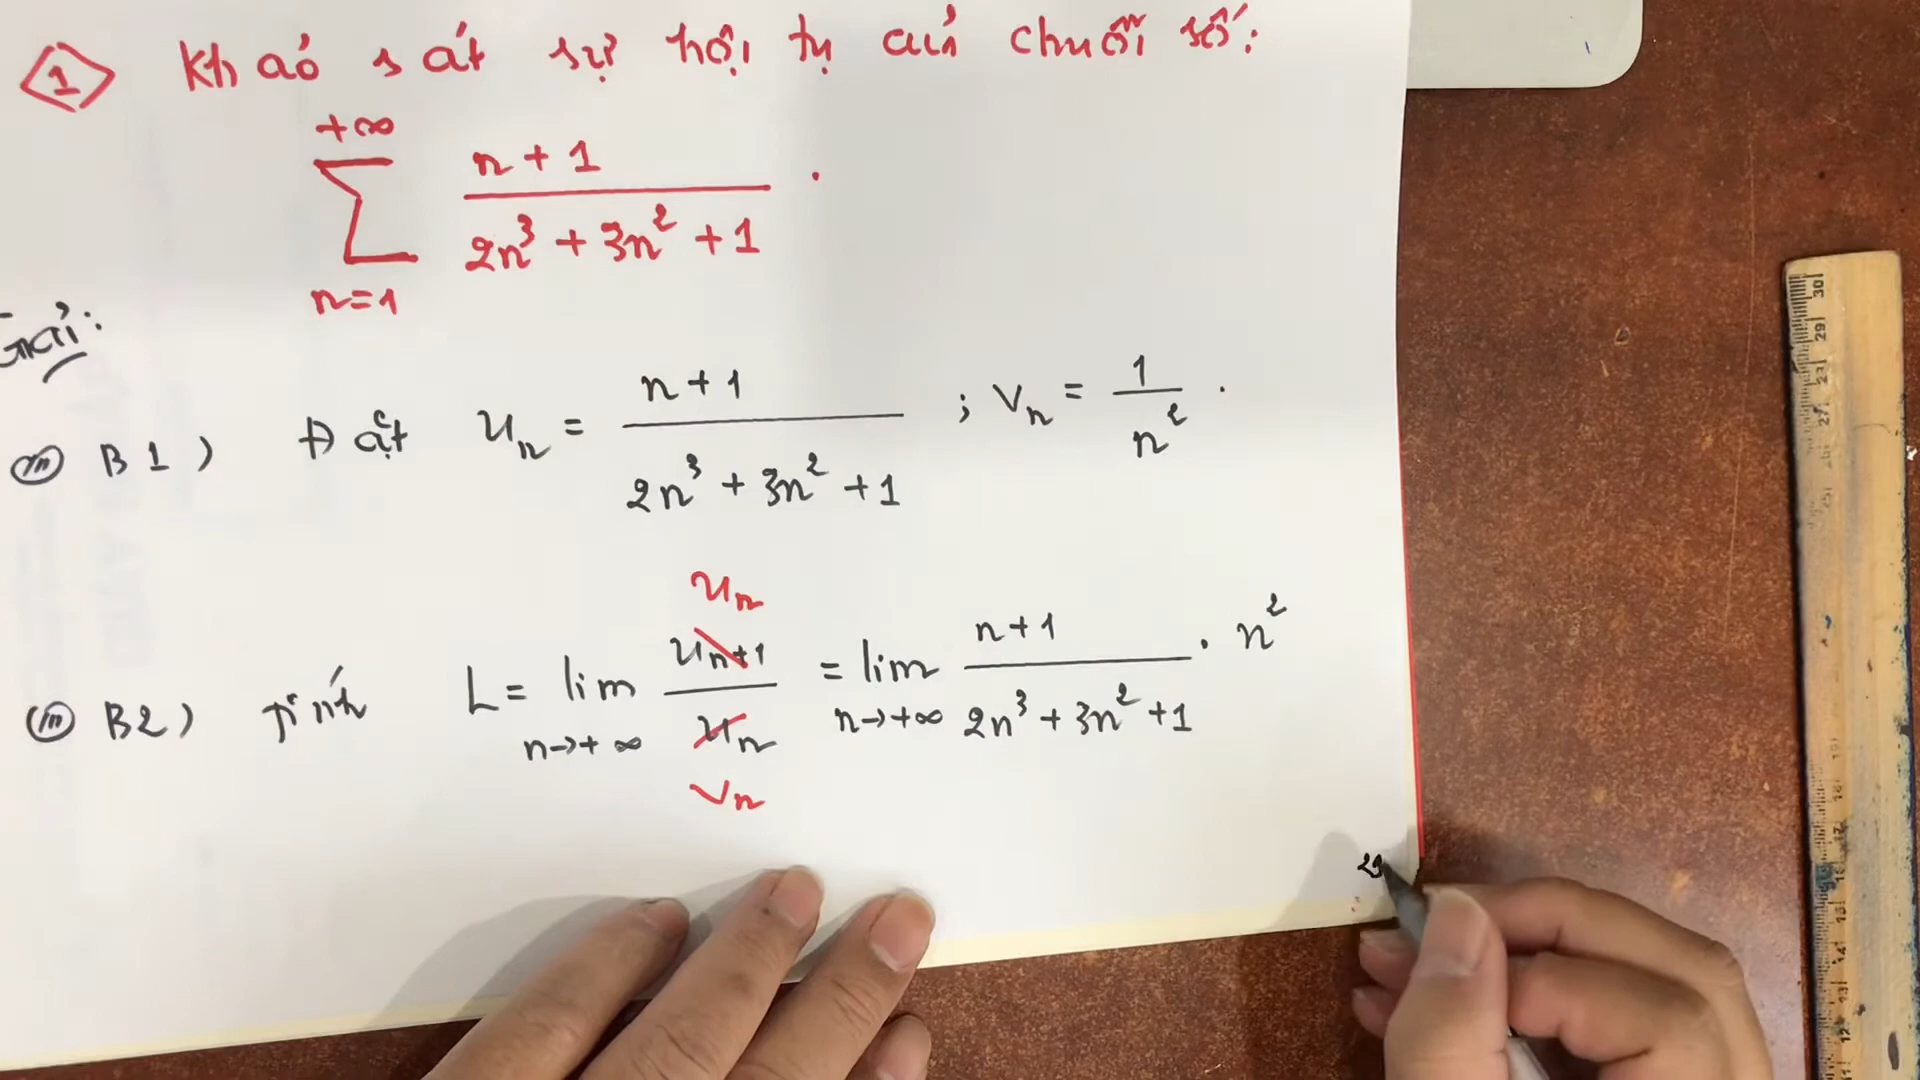 1 Khảo sát sự hội tụ của chuỗi số:
+∞
∑ n + 1 / 2n³ + 3n² + 1 .
n=1
Giải:
B1) Đặt uₙ = n + 1 / 2n³ + 3n² + 1 ; vₙ = 1 / n² .
uₙ
B2) Tính L = lim n→+∞ uₙ₊₁ / uₙ = lim n→+∞ n+1 / 2n³ + 3n² + 1 . n²
vₙ
29
30